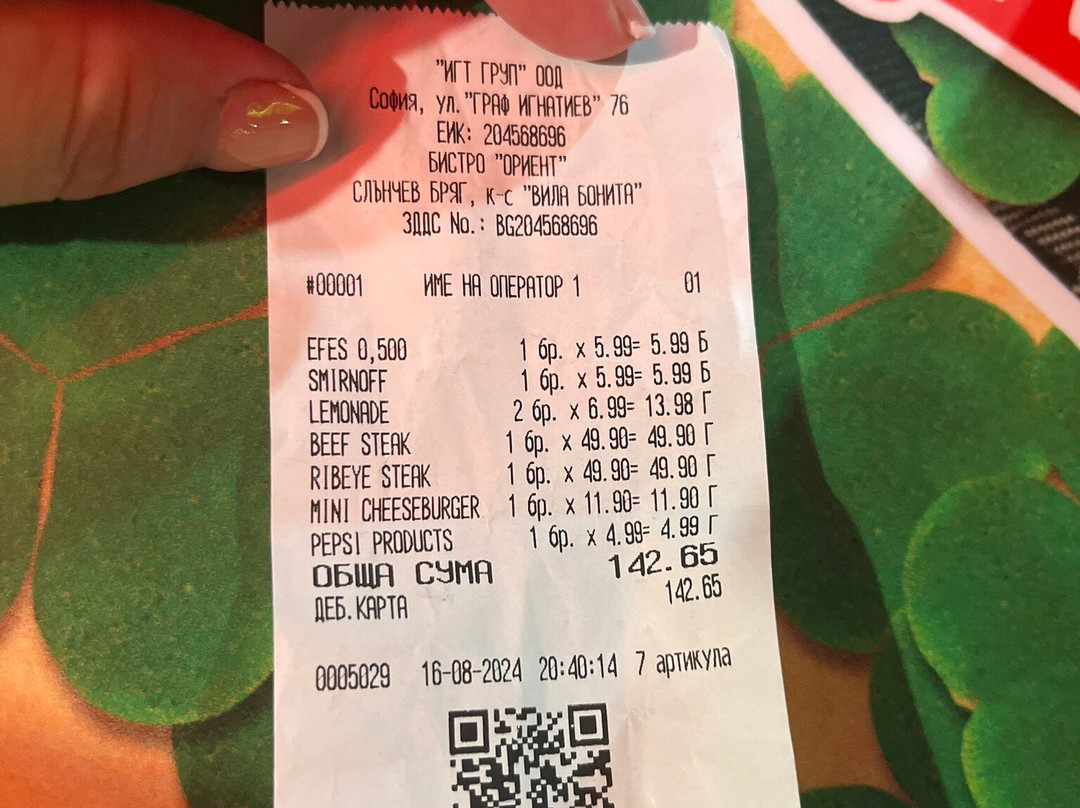 "ИГТ ГРУП" ООД
София, ул."ГРАФ ИГНАТИЕВ" 76
ЕИК: 204568696
БИСТРО "ОРИЕНТ"
СЛЪНЧЕВ БРЯГ, к-с "ВИЛА БОНИТА"
ЗДДС No.: BG204568696
#00001 ИМЕ НА ОПЕРАТОР 1 01
EFES 0,500 1 бр. x 5.99= 5.99 Б
SMIRNOFF 1 бр. x 5.99= 5.99 Б
LEMONADE 2 бр. x 6.99= 13.98 Г
BEEF STEAK 1 бр. x 49.90= 49.90 Г
RIBEYE STEAK 1 бр. x 49.90= 49.90 Г
MINI CHEESEBURGER 1 бр. x 11.90= 11.90 Г
PEPSI PRODUCTS 1 бр. x 4.99= 4.99 Г
ОБЩА СУМА 142.65
ДЕБ.КАРТА 142.65
0005029 16-08-2024 20:40:14 7 артикула